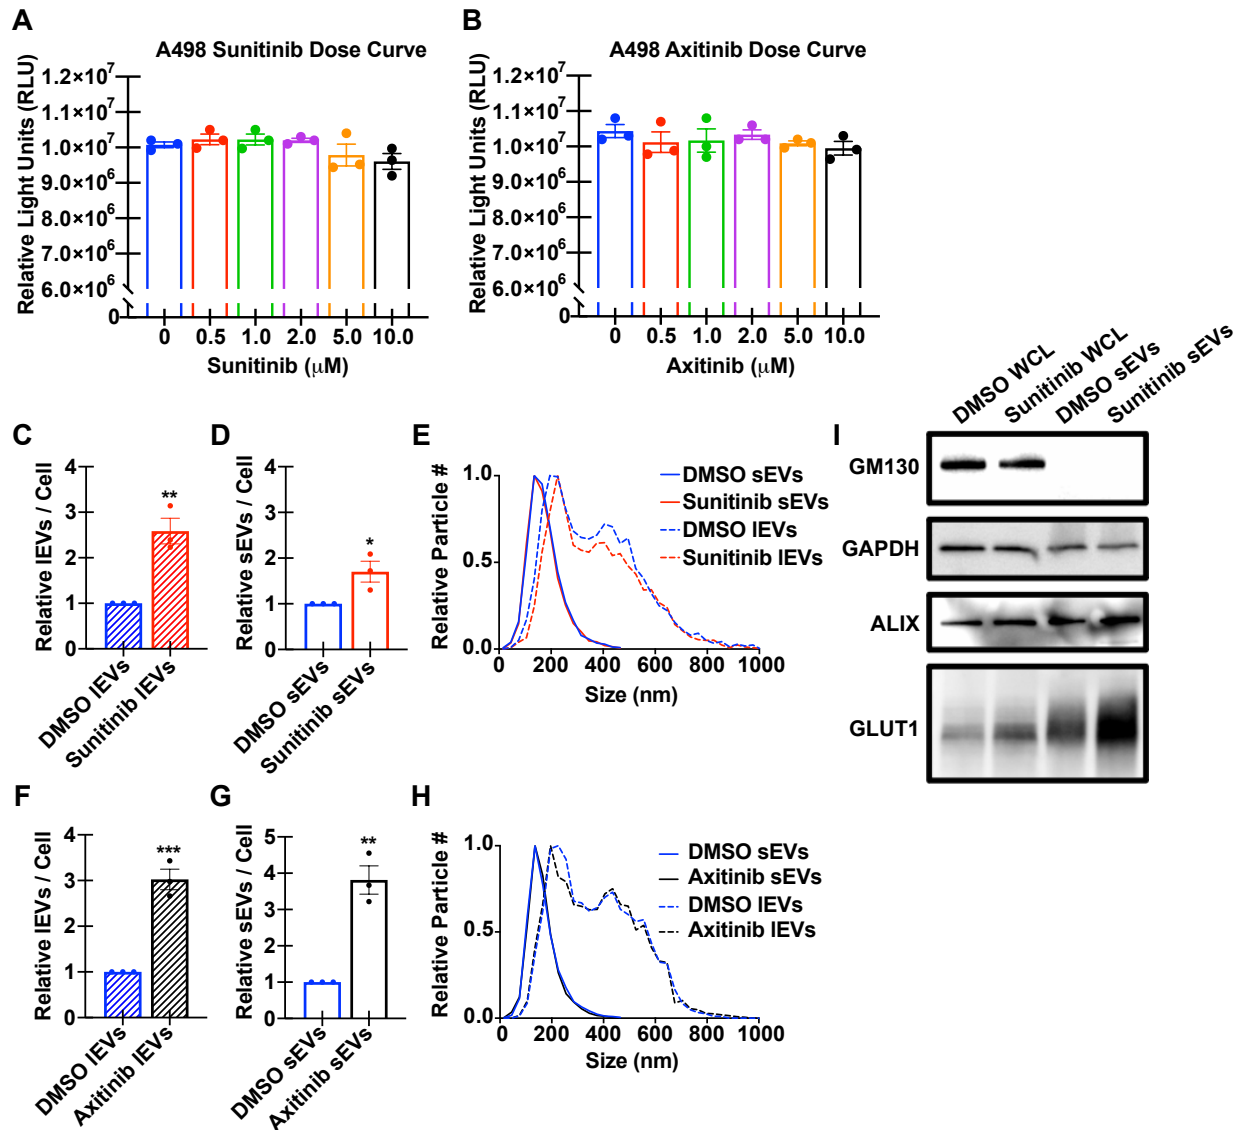 A
A498 Sunitinib Dose Curve
Relative Light Units (RLU)
1.2×10⁷
1.1×10⁷
1.0×10⁷
9.0×10⁶
8.0×10⁶
7.0×10⁶
6.0×10⁶
0
0 0.5 1.0 2.0 5.0 10.0
Sunitinib (μM)
B
A498 Axitinib Dose Curve
Relative Light Units (RLU)
1.2×10⁷
1.1×10⁷
1.0×10⁷
9.0×10⁶
8.0×10⁶
7.0×10⁶
6.0×10⁶
0
0 0.5 1.0 2.0 5.0 10.0
Axitinib (μM)
C
Relative lEVs / Cell
4
3
2
1
0
**
DMSO lEVs
Sunitinib lEVs
D
Relative sEVs / Cell
4
3
2
1
0
*
DMSO sEVs
Sunitinib sEVs
E
Relative Particle #
1.0
0.5
0.0
0 200 400 600 800 1000
Size (nm)
DMSO sEVs
Sunitinib sEVs
DMSO lEVs
Sunitinib lEVs
I
DMSO WCL
Sunitinib WCL
DMSO sEVs
Sunitinib sEVs
GM130
GAPDH
ALIX
GLUT1
F
Relative lEVs / Cell
4
3
2
1
0
***
DMSO lEVs
Axitinib lEVs
G
Relative sEVs / Cell
5
4
3
2
1
0
**
DMSO sEVs
Axitinib sEVs
H
Relative Particle #
1.0
0.5
0.0
0 200 400 600 800 1000
Size (nm)
DMSO sEVs
Axitinib sEVs
DMSO lEVs
Axitinib lEVs